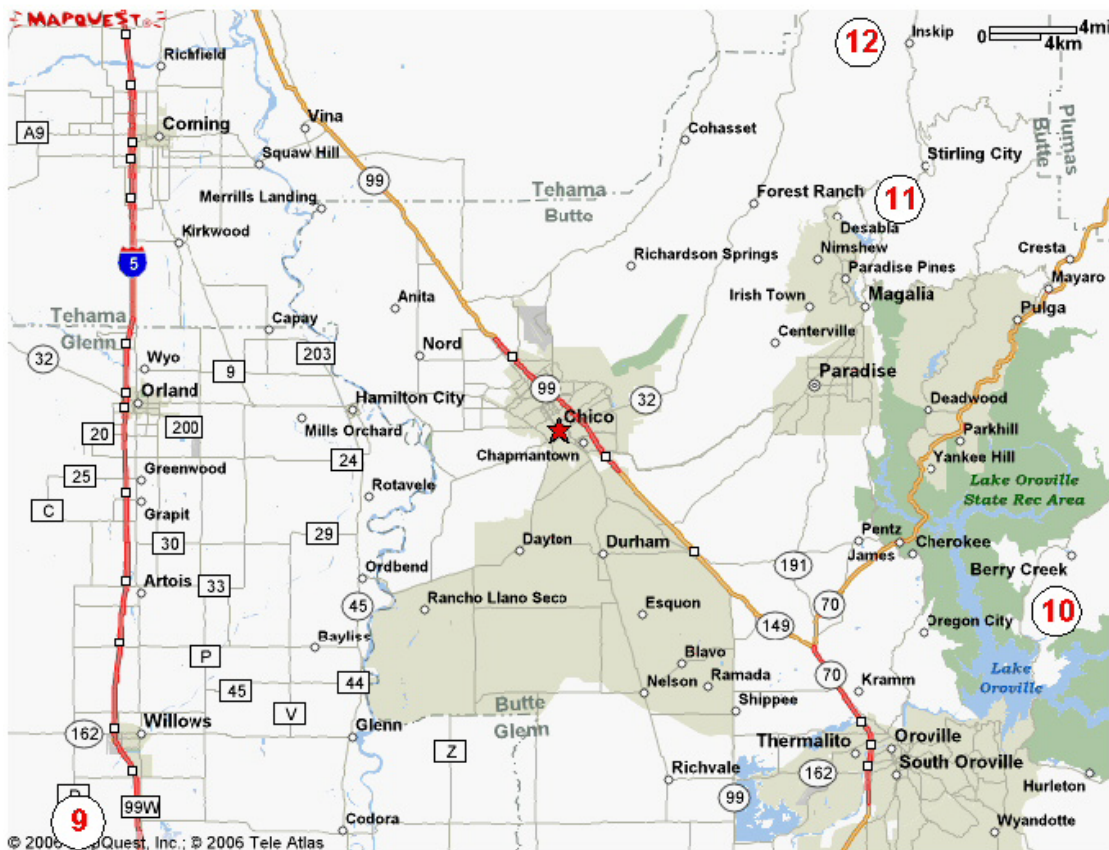 MAPQUEST
12
Inskip
0 4mi
4km
Richfield
A9
Corning
Vina
Squaw Hill
Cohasset
Plumas
Butte
Stirling City
99
Tehama
Butte
Merrills Landing
Forest Ranch
11
Desabla
Kirkwood
Nimshew
Cresta
5
Richardson Springs
Paradise Pines
Mayaro
Anita
Irish Town
Magalia
Pulga
Tehama
Glenn
Capay
Nord
Centerville
32
Wyo
9
203
Paradise
Orland
Hamilton City
99
32
Deadwood
20
200
Mills Orchard
Chico
Parkhill
24
Chapmantown
25
Greenwood
Yankee Hill
Rotavele
Lake Oroville
State Rec Area
C
Grapit
30
29
Dayton
Durham
Pentz
James
Cherokee
191
Berry Creek
Artois
33
Ordbend
45
Rancho Llano Seco
Esquon
149
70
Oregon City
10
Bayliss
P
Blavo
70
Lake
Oroville
45
44
Nelson
Ramada
Kramm
V
Shippee
162
Willows
Glenn
Butte
Glenn
Z
Thermalito
Oroville
Richvale
162
South Oroville
99
Hurleton
9
99W
Codora
Wyandotte
Inc.; © 2006 Tele Atlas